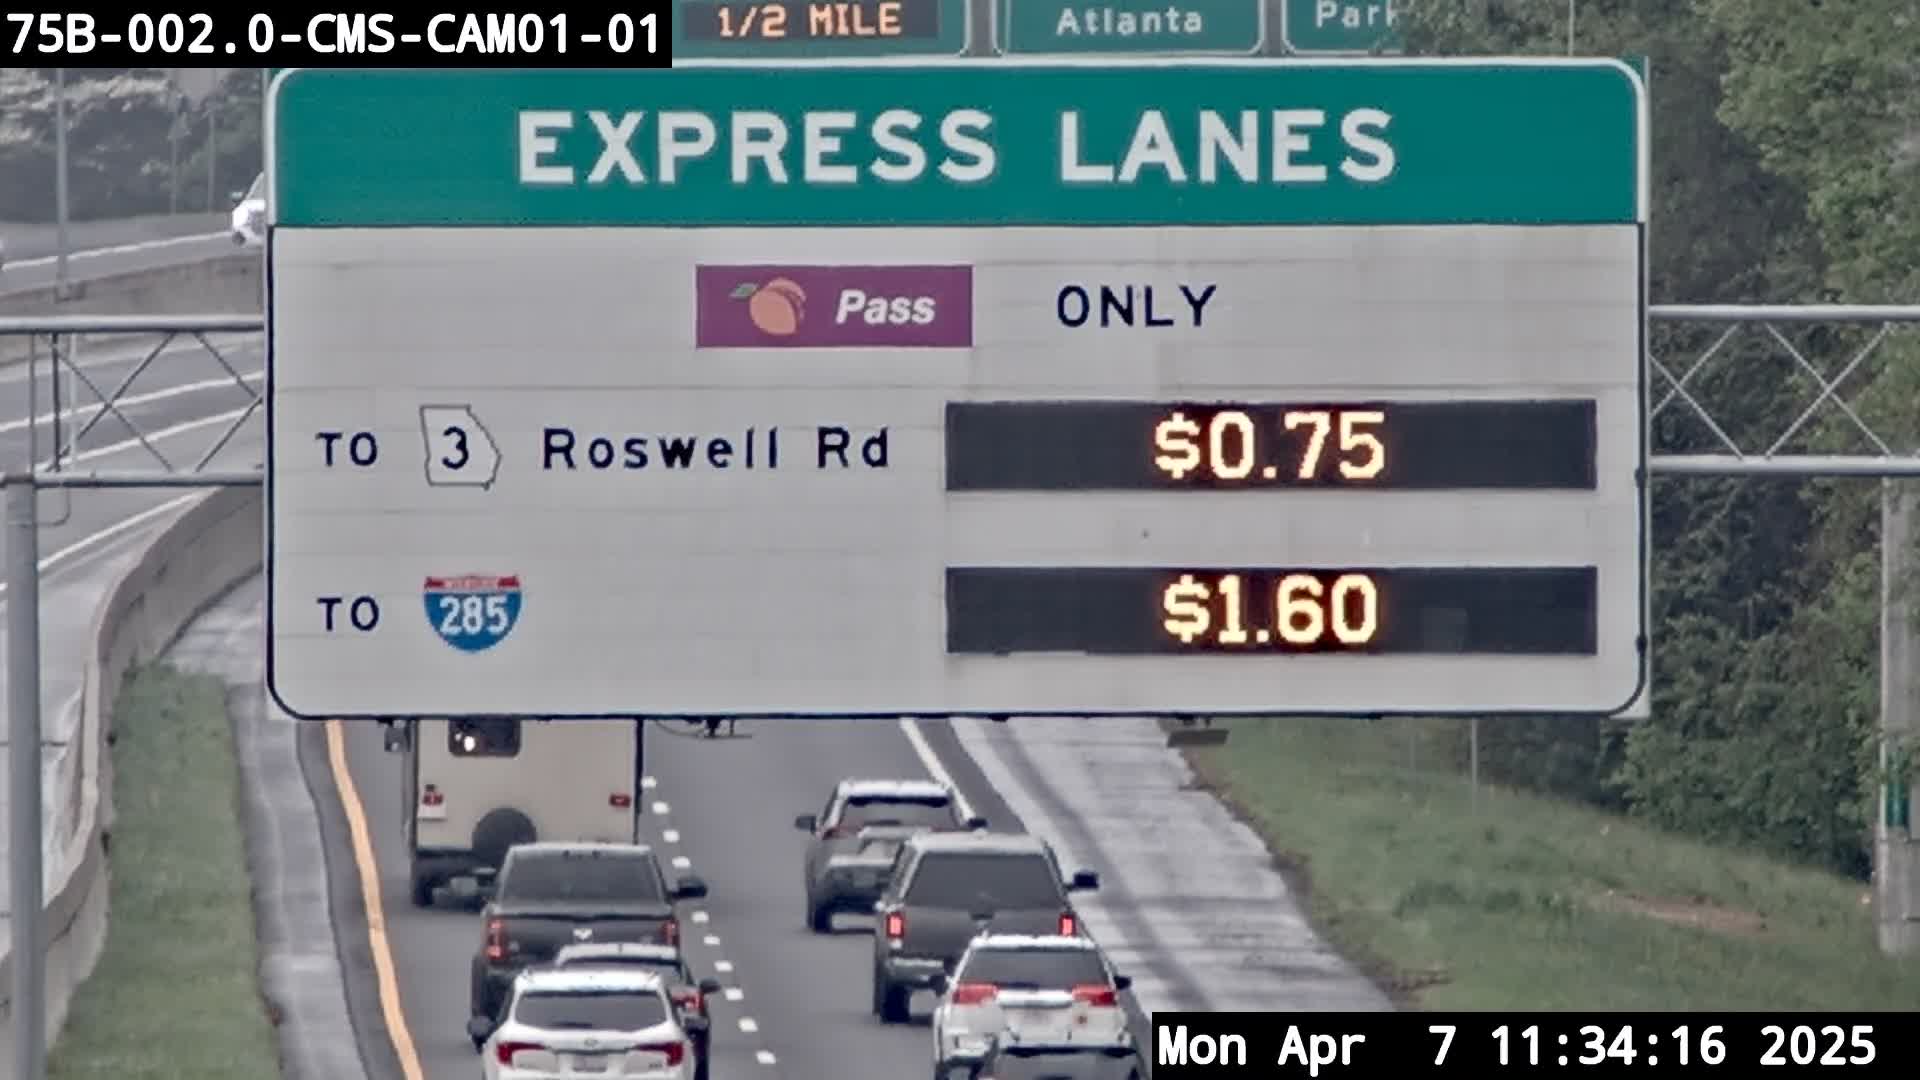 75B-002.0-CMS-CAM01-01
1/2 MILE
Atlanta
EXPRESS LANES
Pass ONLY
TO 3 Roswell Rd $0.75
TO 285 $1.60
Mon Apr 7 11:34:16 2025